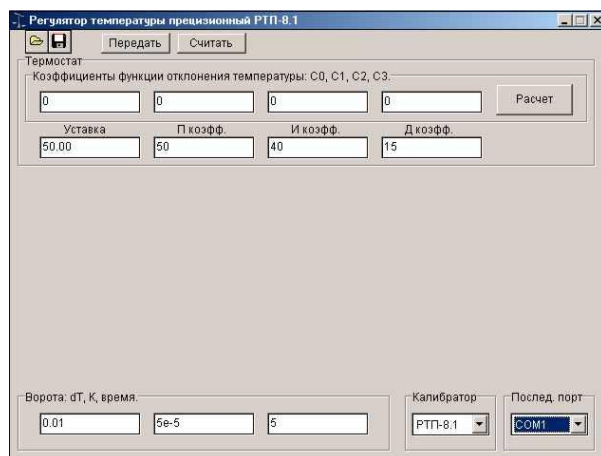 Регулятор температуры прецизионный РТП-8.1
Передать Считать
Термостат
Коэффициенты функции отклонения температуры: C0, C1, C2, C3.
0 0 0 0 Расчет
Уставка П коэфф. И коэфф. Д коэфф.
50.00 50 40 15
Ворота: dT, K, время. Калибратор Послед. порт
0.01 5e-5 5 РТП-8.1 COM1